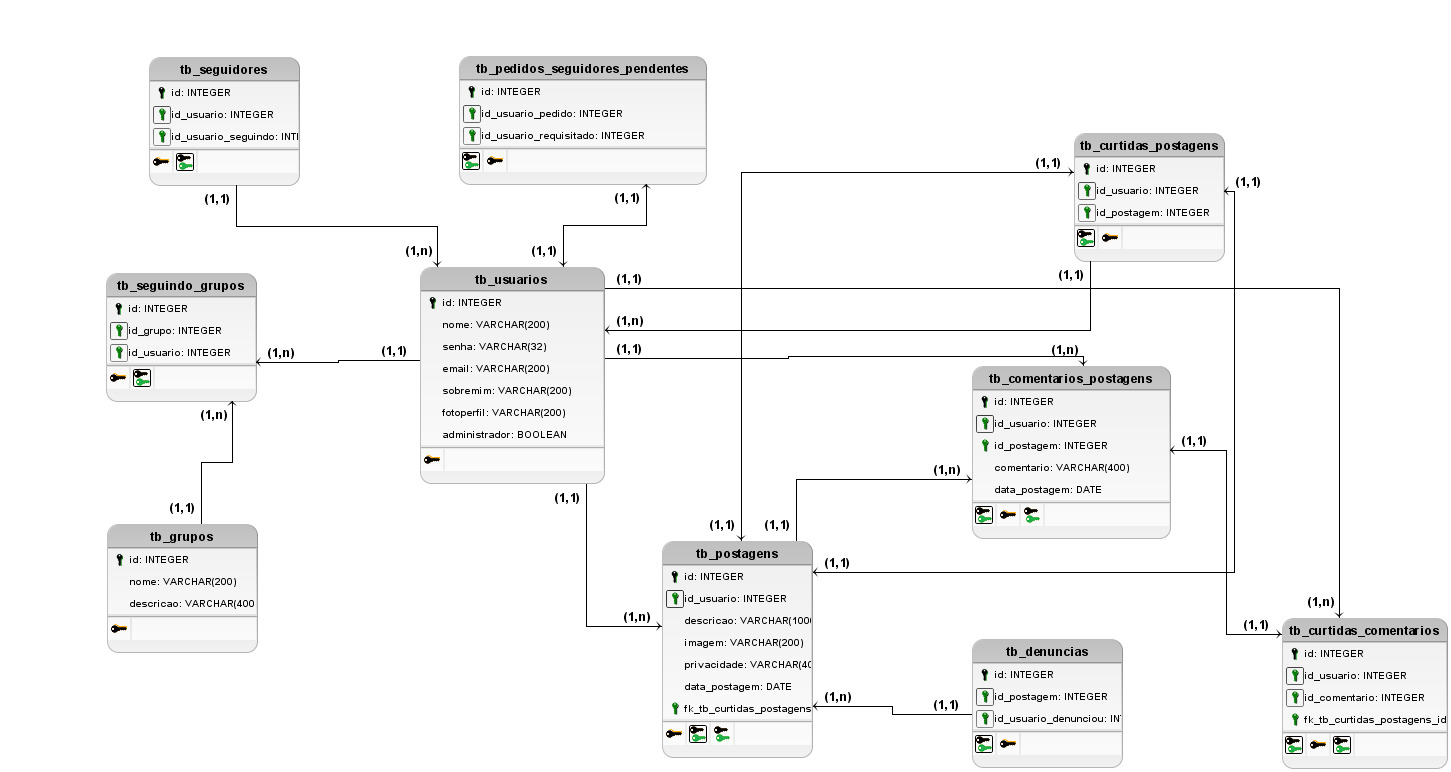 tb_seguidores
id: INTEGER
id_usuario: INTEGER
id_usuario_seguindo: INTI
(1,1)
tb_pedidos_seguidores_pendentes
id: INTEGER
id_usuario_pedido: INTEGER
id_usuario_requisitado: INTEGER
(1,1)
tb_curtidas_postagens
id: INTEGER
id_usuario: INTEGER
id_postagem: INTEGER
(1,1)
(1,1)
(1,1)
(1,n)
(1,1)
tb_usuarios
id: INTEGER
nome: VARCHAR(200)
senha: VARCHAR(32)
email: VARCHAR(200)
sobremim: VARCHAR(200)
fotoperfil: VARCHAR(200)
administrador: BOOLEAN
(1,1)
(1,n)
(1,1)
(1,1)
(1,1)
tb_seguindo_grupos
id: INTEGER
id_grupo: INTEGER
id_usuario: INTEGER
(1,n)
(1,n)
(1,1)
tb_grupos
id: INTEGER
nome: VARCHAR(200)
descricao: VARCHAR(400
(1,n)
tb_comentarios_postagens
id: INTEGER
id_usuario: INTEGER
id_postagem: INTEGER
comentario: VARCHAR(400)
data_postagem: DATE
(1,1)
(1,n)
(1,1)
(1,1)
tb_postagens
id: INTEGER
id_usuario: INTEGER
descricao: VARCHAR(1000
imagem: VARCHAR(200)
privacidade: VARCHAR(40
data_postagem: DATE
fk_tb_curtidas_postagens
(1,1)
(1,n)
(1,n)
(1,1)
tb_denuncias
id: INTEGER
id_postagem: INTEGER
id_usuario_denunciou: INT
(1,n)
(1,1)
tb_curtidas_comentarios
id: INTEGER
id_usuario: INTEGER
id_comentario: INTEGER
fk_tb_curtidas_postagens_id